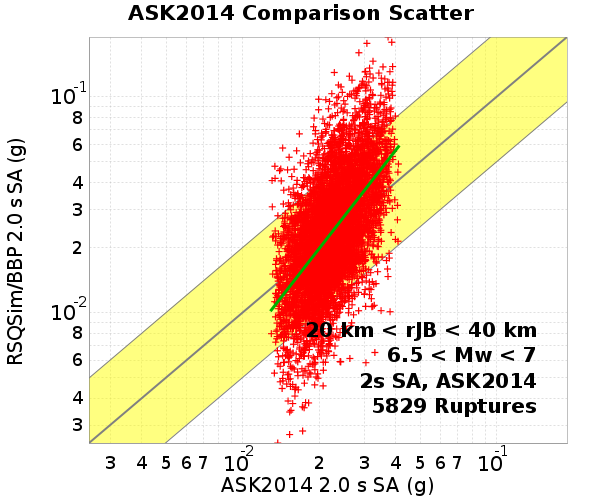 ASK2014 Comparison Scatter
RSQSim/BBP 2.0 s SA (g)
10-1
8
6
4
3
2
10-2
8
6
4
3
20 km < rJB < 40 km
6.5 < Mw < 7
2s SA, ASK2014
5829 Ruptures
3 4 5 6 7 10-2 2 3 4 5 6 7 10-1
ASK2014 2.0 s SA (g)